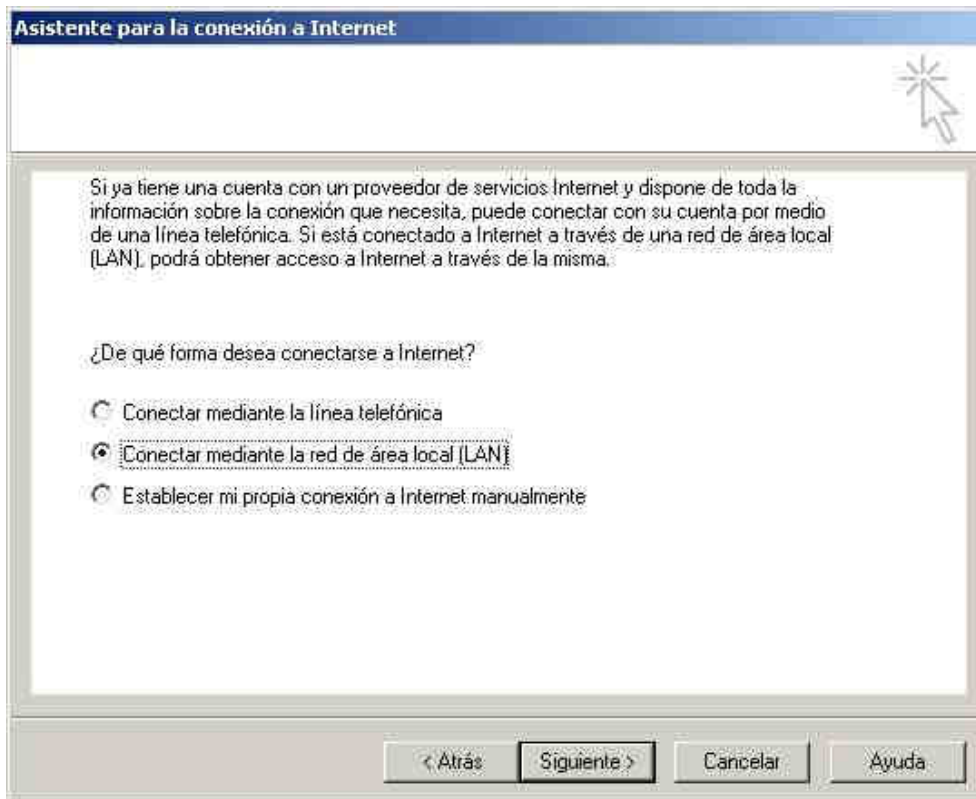 Asistente para la conexión a Internet
Si ya tiene una cuenta con un proveedor de servicios Internet y dispone de toda la
información sobre la conexión que necesita, puede conectar con su cuenta por medio
de una línea telefónica. Si está conectado a Internet a través de una red de área local
(LAN), podrá obtener acceso a Internet a través de la misma.
¿De qué forma desea conectarse a Internet?
Conectar mediante la línea telefónica
Conectar mediante la red de área local (LAN)
Establecer mi propia conexión a Internet manualmente
< Atrás Siguiente > Cancelar Ayuda